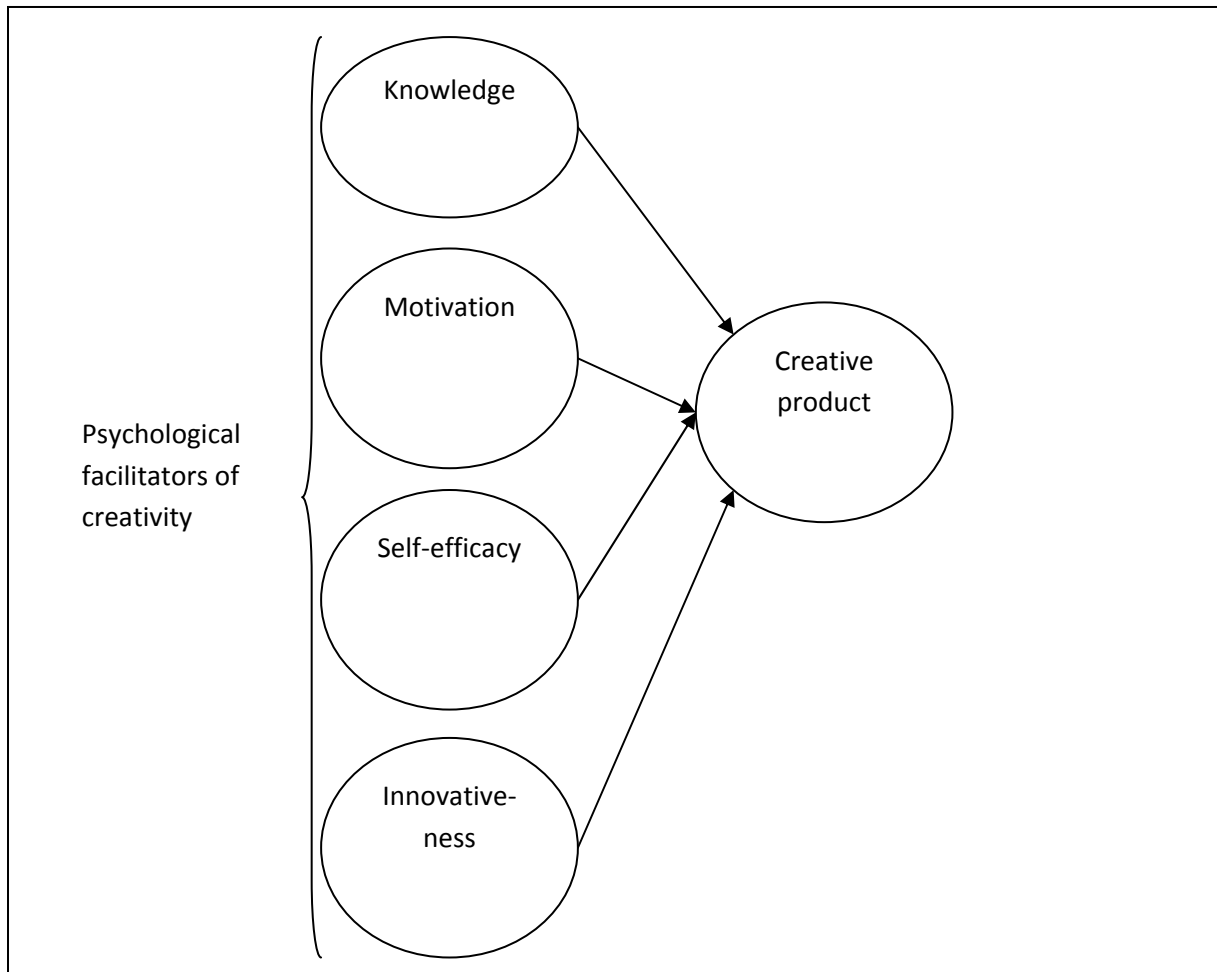 Knowledge
Motivation
Creative
product
Psychological
facilitators of
creativity
Self-efficacy
Innovative-
ness